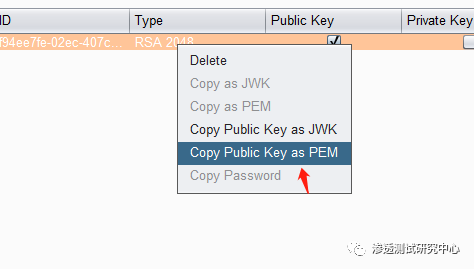 ID Type Public Key Private Key
f94ee7fe-02ec-407c... RSA 2048
Delete
Copy as JWK
Copy as PEM
Copy Public Key as JWK
Copy Public Key as PEM
Copy Password
渗透测试研究中心